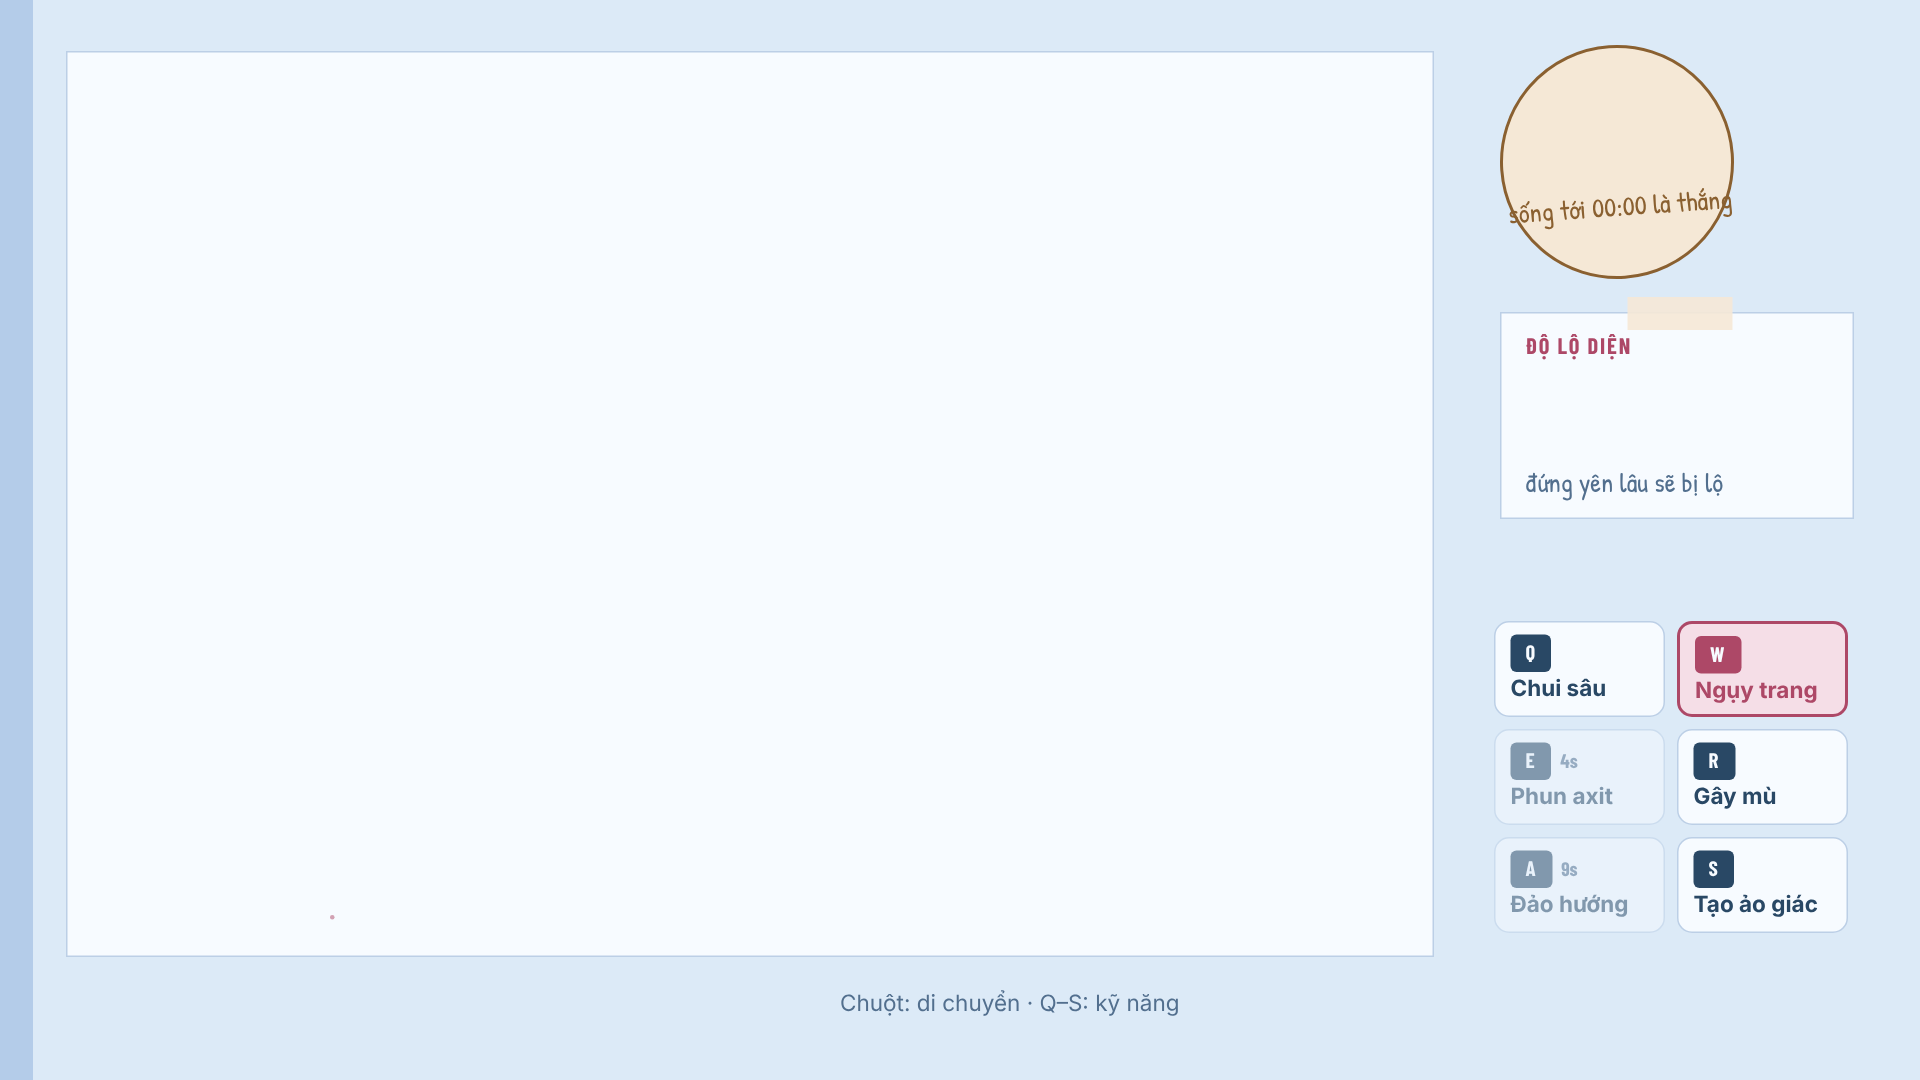 sống tới 00:00 là thắng
ĐỘ LỘ DIỆN
đứng yên lâu sẽ bị lộ
Q
Chui sâu
W
Ngụy trang
E 4s
Phun axit
R
Gây mù
A 9s
Đảo hướng
S
Tạo ảo giác
Chuột: di chuyển · Q–S: kỹ năng